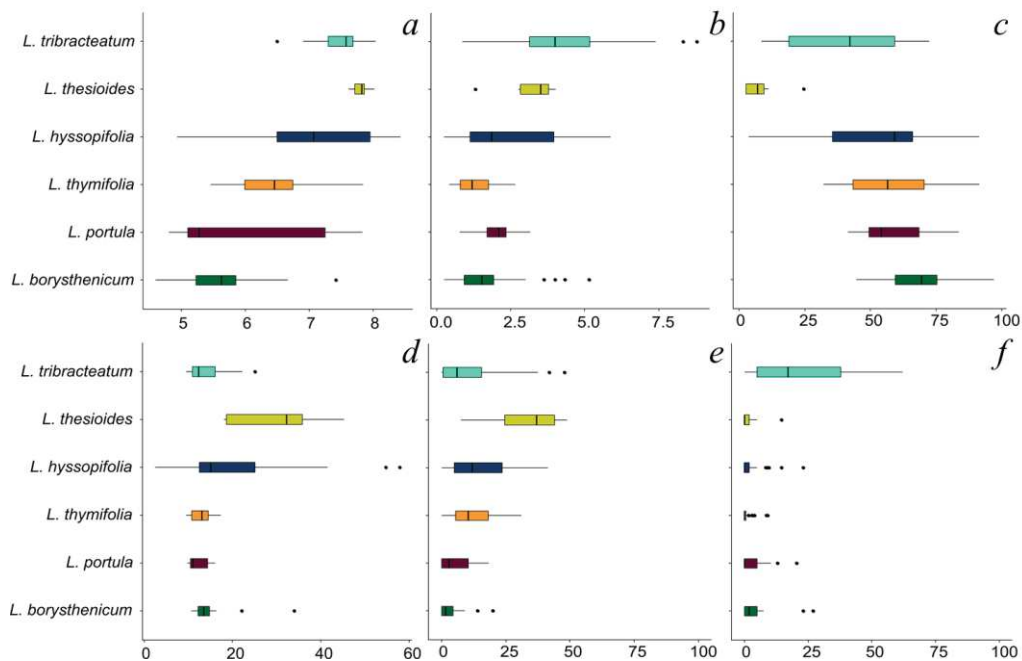 a b c
L. tribracteatum
L. thesioides
L. hyssopifolia
L. thymifolia
L. portula
L. borysthenicum
5 6 7 8 0.0 2.5 5.0 7.5 0 25 50 75 100
d e f
L. tribracteatum
L. thesioides
L. hyssopifolia
L. thymifolia
L. portula
L. borysthenicum
0 20 40 60 0 25 50 75 100 0 25 50 75 100